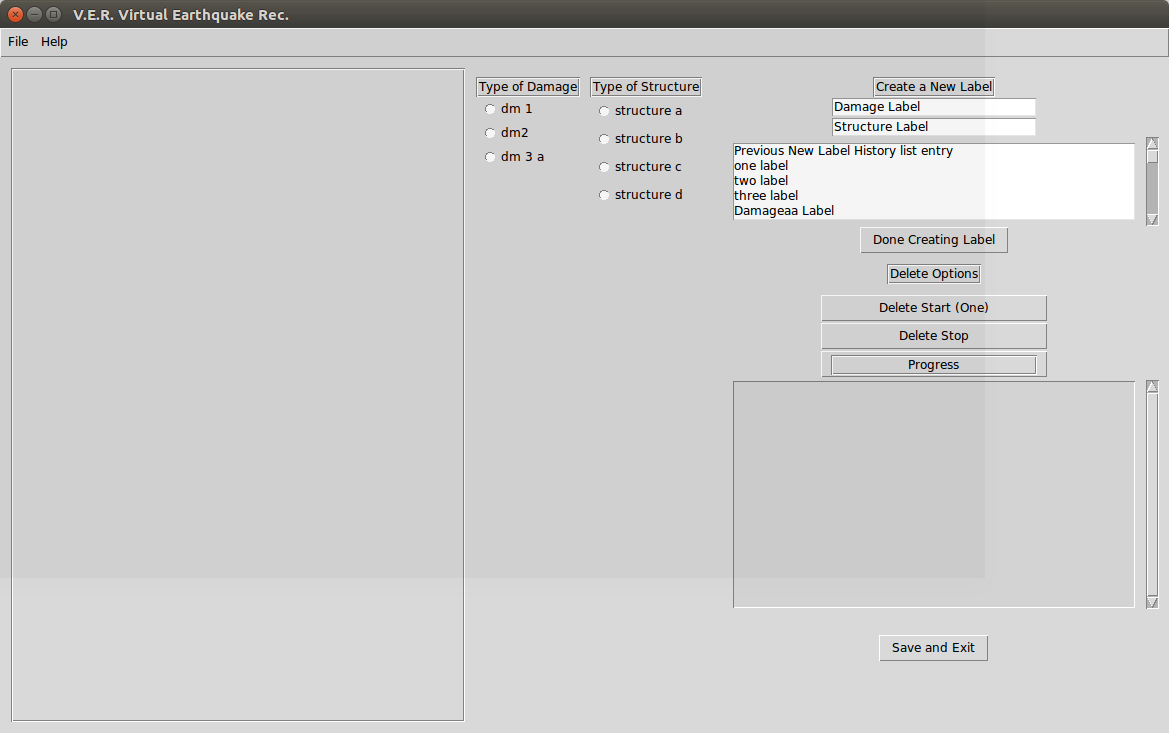 V.E.R. Virtual Earthquake Rec.
File Help
Type of Damage
dm 1
dm2
dm 3 a
Type of Structure
structure a
structure b
structure c
structure d
Create a New Label
Damage Label
Structure Label
Previous New Label History list entry
one label
two label
three label
Damageaa Label
Done Creating Label
Delete Options
Delete Start (One)
Delete Stop
Progress
Save and Exit